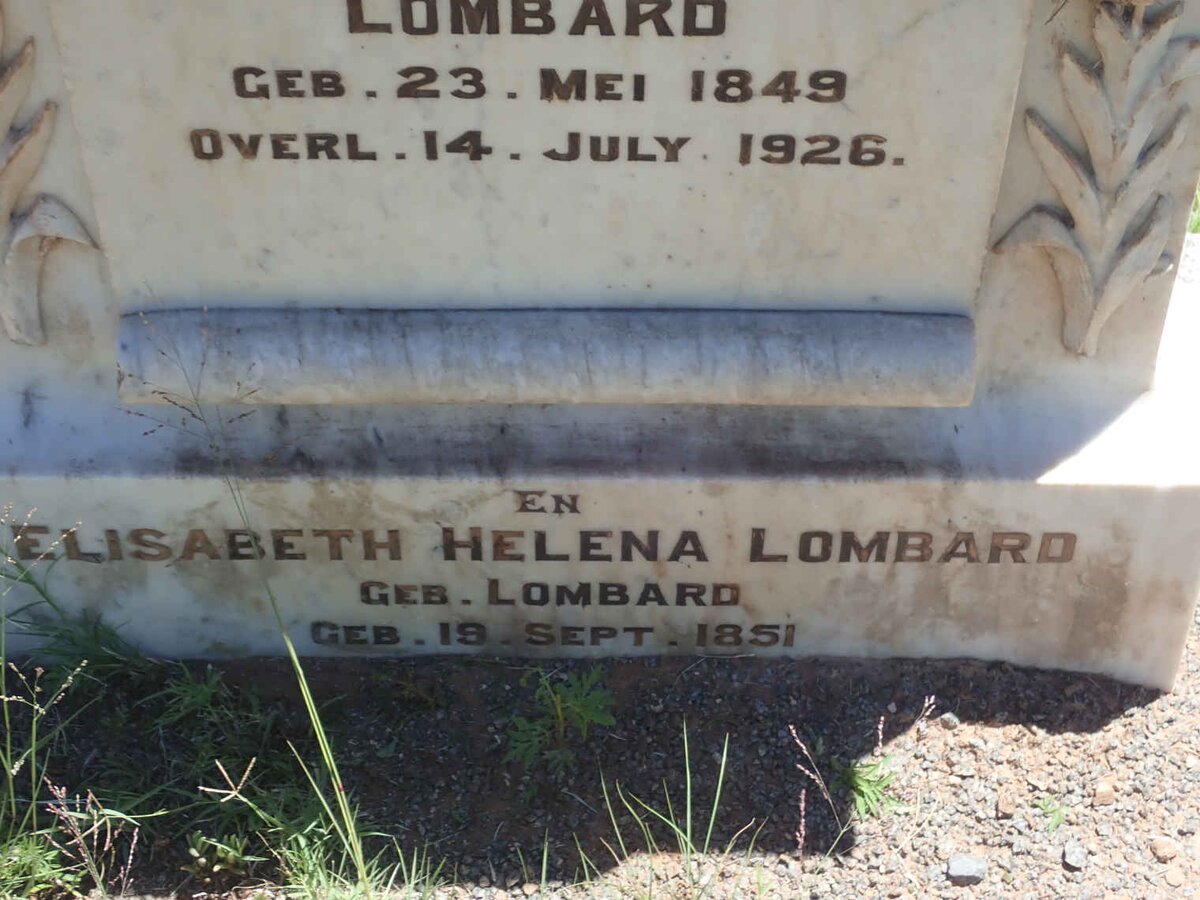 LOMBARD
GEB. 23. MEI 1849
OVERL. 14. JULY. 1926.
EN
ELISABETH HELENA LOMBARD
GEB. LOMBARD
GEB. 19. SEPT. 1851